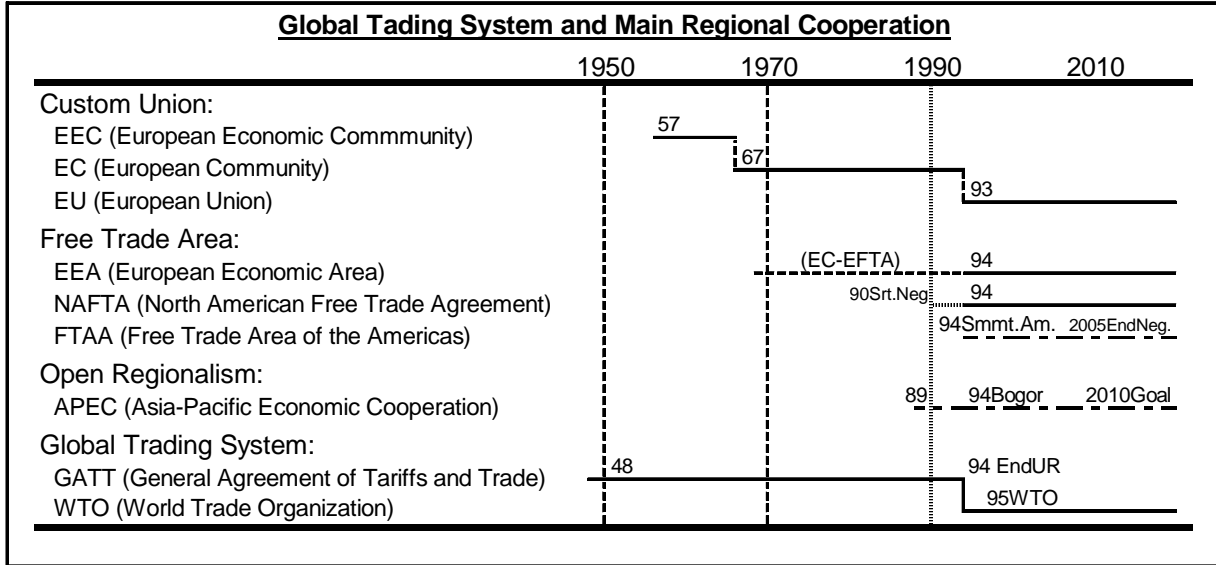 Global Tading System and Main Regional Cooperation
1950 1970 1990 2010
Custom Union:
EEC (European Economic Commmunity) 57
EC (European Community) 67
EU (European Union) 93
Free Trade Area:
EEA (European Economic Area) (EC-EFTA) 94
NAFTA (North American Free Trade Agreement) 90Srt.Neg 94
FTAA (Free Trade Area of the Americas) 94Smmt.Am. 2005EndNeg.
Open Regionalism:
APEC (Asia-Pacific Economic Cooperation) 89 94Bogor 2010Goal
Global Trading System:
GATT (General Agreement of Tariffs and Trade) 48 94 EndUR
WTO (World Trade Organization) 95WTO